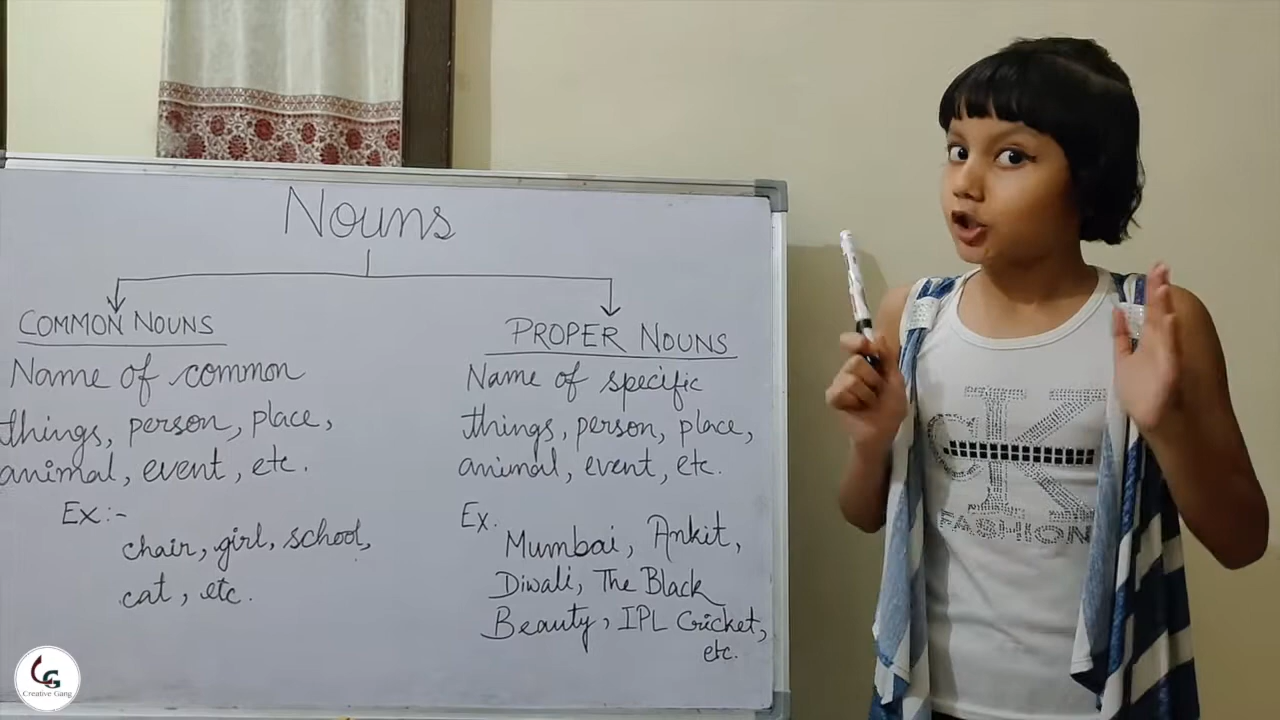 Nouns
COMMON NOUNS
Name of common
things, person, place,
animal, event, etc.
Ex:-
chair, girl, school,
cat, etc.
PROPER NOUNS
Name of specific
things, person, place,
animal, event, etc.
Ex.
Mumbai, Ankit,
Diwali, The Black
Beauty, IPL Cricket,
etc.
CK
FASHION
CG
Creative Gang